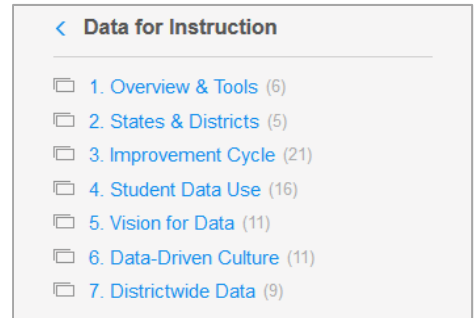 Data for Instruction
1. Overview & Tools (6)
2. States & Districts (5)
3. Improvement Cycle (21)
4. Student Data Use (16)
5. Vision for Data (11)
6. Data-Driven Culture (11)
7. Districtwide Data (9)